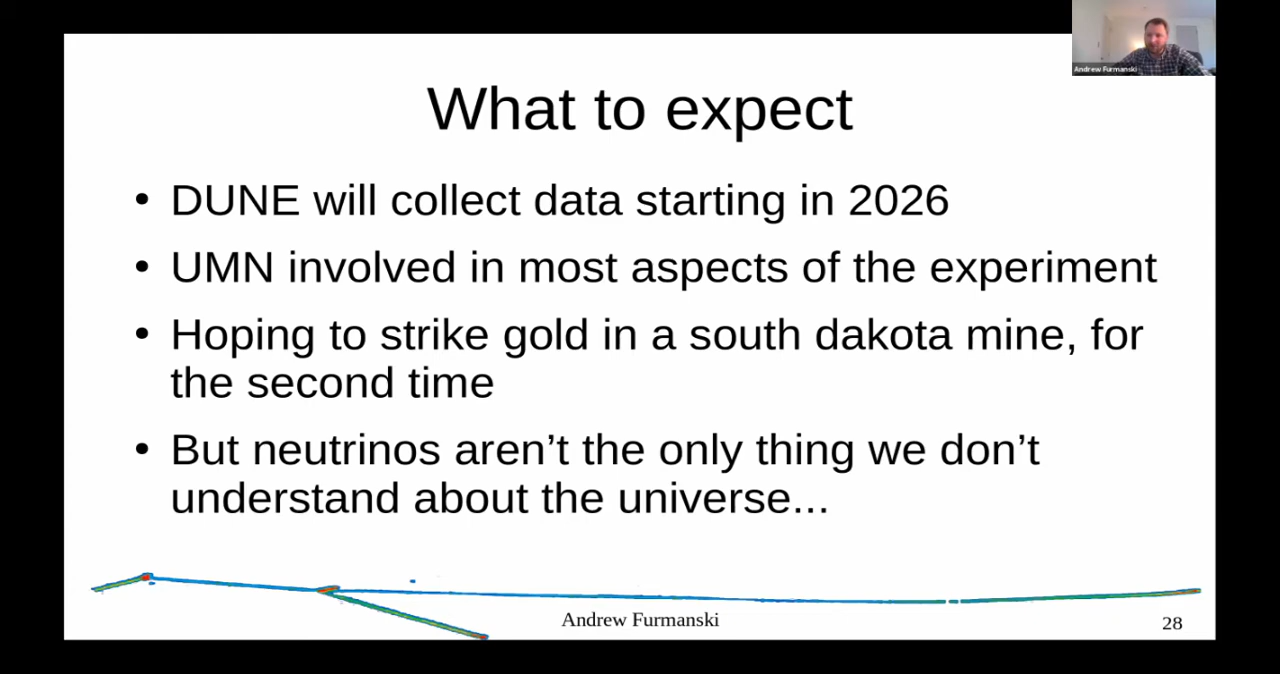 Andrew Furmanski
What to expect
• DUNE will collect data starting in 2026
• UMN involved in most aspects of the experiment
• Hoping to strike gold in a south dakota mine, for
the second time
• But neutrinos aren’t the only thing we don’t
understand about the universe...
Andrew Furmanski
28